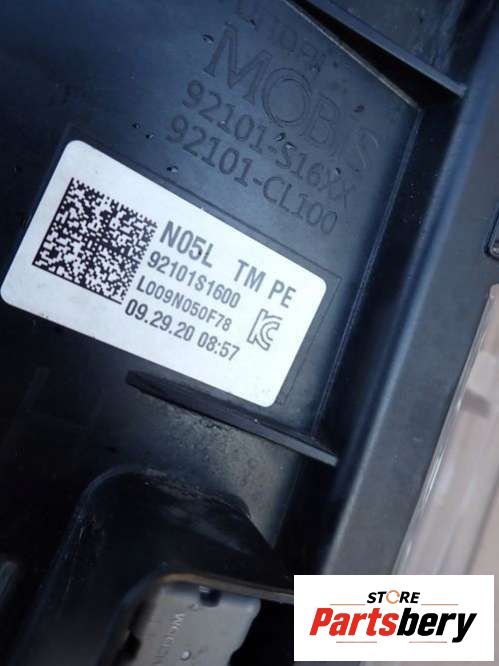 MOBIS
92101-S16XX
92101-CL100
N05L TM PE
92101S1600
L009N050F78
09.29.20 08:57
STORE
Partsbery